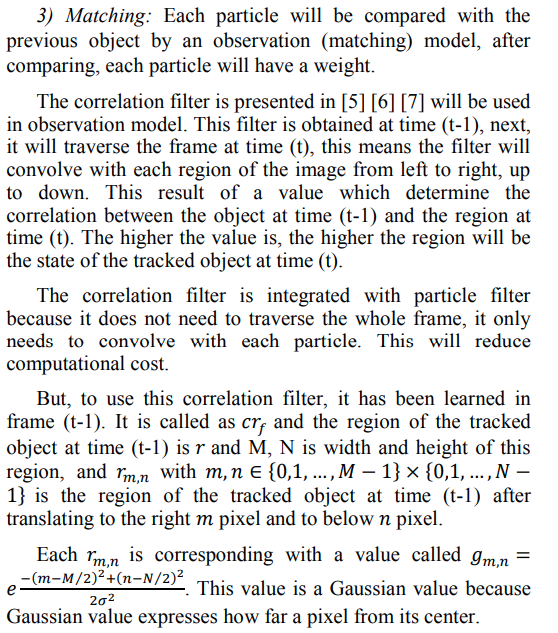 3) Matching: Each particle will be compared with the
previous object by an observation (matching) model, after
comparing, each particle will have a weight.
The correlation filter is presented in [5] [6] [7] will be used
in observation model. This filter is obtained at time (t-1), next,
it will traverse the frame at time (t), this means the filter will
convolve with each region of the image from left to right, up
to down. This result of a value which determine the
correlation between the object at time (t-1) and the region at
time (t). The higher the value is, the higher the region will be
the state of the tracked object at time (t).
The correlation filter is integrated with particle filter
because it does not need to traverse the whole frame, it only
needs to convolve with each particle. This will reduce
computational cost.
But, to use this correlation filter, it has been learned in
frame (t-1). It is called as cr_f and the region of the tracked
object at time (t-1) is r and M, N is width and height of this
region, and r_{m,n} with m, n ∈ {0,1, …, M − 1} × {0,1, …, N −
1} is the region of the tracked object at time (t-1) after
translating to the right m pixel and to below n pixel.
Each r_{m,n} is corresponding with a value called g_{m,n} =
e^{\frac{-(m-M/2)^2+(n-N/2)^2}{2σ^2}}. This value is a Gaussian value because
Gaussian value expresses how far a pixel from its center.